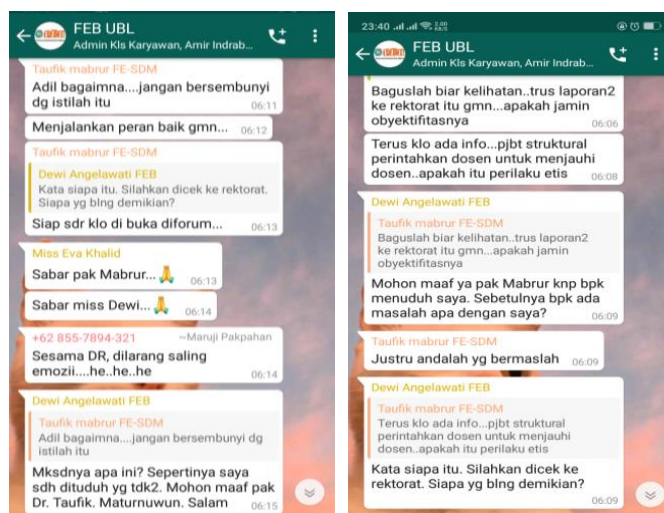 FEB UBL
Admin Kls Karyawan, Amir Indrab...
Taufik mabrur FE-SDM
Adil bagaimna....jangan bersembunyi
dg istilah itu
06:11
Menjalankan peran baik gmn...
06:12
Taufik mabrur FE-SDM
Dewi Angelawati FEB
Kata siapa itu. Silahkan dicek ke rektorat.
Siapa yg blng demikian?
Siap sdr klo di buka diforum...
06:13
Miss Eva Khalid
Sabar pak Mabrur...🙏
06:13
Sabar miss Dewi...🙏
06:14
+62 855-7894-321 ~Maruji Pakpahan
Sesama DR, dilarang saling
emozii....he..he..he
06:14
Dewi Angelawati FEB
Taufik mabrur FE-SDM
Adil bagaimna....jangan bersembunyi dg
istilah itu
Mksdnya apa ini? Sepertinya saya
sdh dituduh yg tdk2. Mohon maaf pak
Dr. Taufik. Maturnuwun. Salam
06:15
23:40
FEB UBL
Admin Kls Karyawan, Amir Indrab...
Baguslah biar kelihatan..trus laporan2
ke rektorat itu gmn...apakah jamin
obyektifitasnya
06:06
Terus klo ada info...pjbt struktural
perintahkan dosen untuk menjauhi
dosen..apakah itu perilaku etis
06:08
Dewi Angelawati FEB
Taufik mabrur FE-SDM
Baguslah biar kelihatan..trus laporan2
ke rektorat itu gmn...apakah jamin
obyektifitasnya
Mohon maaf ya pak Mabrur knp bpk
menuduh saya. Sebetulnya bpk ada
masalah apa dengan saya?
06:09
Taufik mabrur FE-SDM
Justru andalah yg bermaslah
06:09
Dewi Angelawati FEB
Taufik mabrur FE-SDM
Terus klo ada info...pjbt struktural
perintahkan dosen untuk menjauhi
dosen..apakah itu perilaku etis
Kata siapa itu. Silahkan dicek ke
rektorat. Siapa yg blng demikian?
06:09